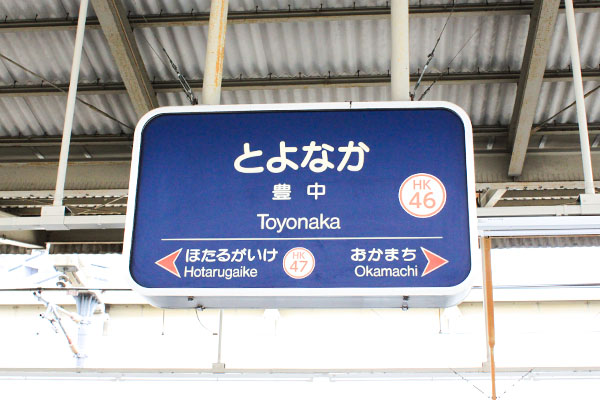 とよなか
豊中
HK
46
Toyonaka
ほたるがいけ
Hotarugaike
HK
47
おかまち
Okamachi